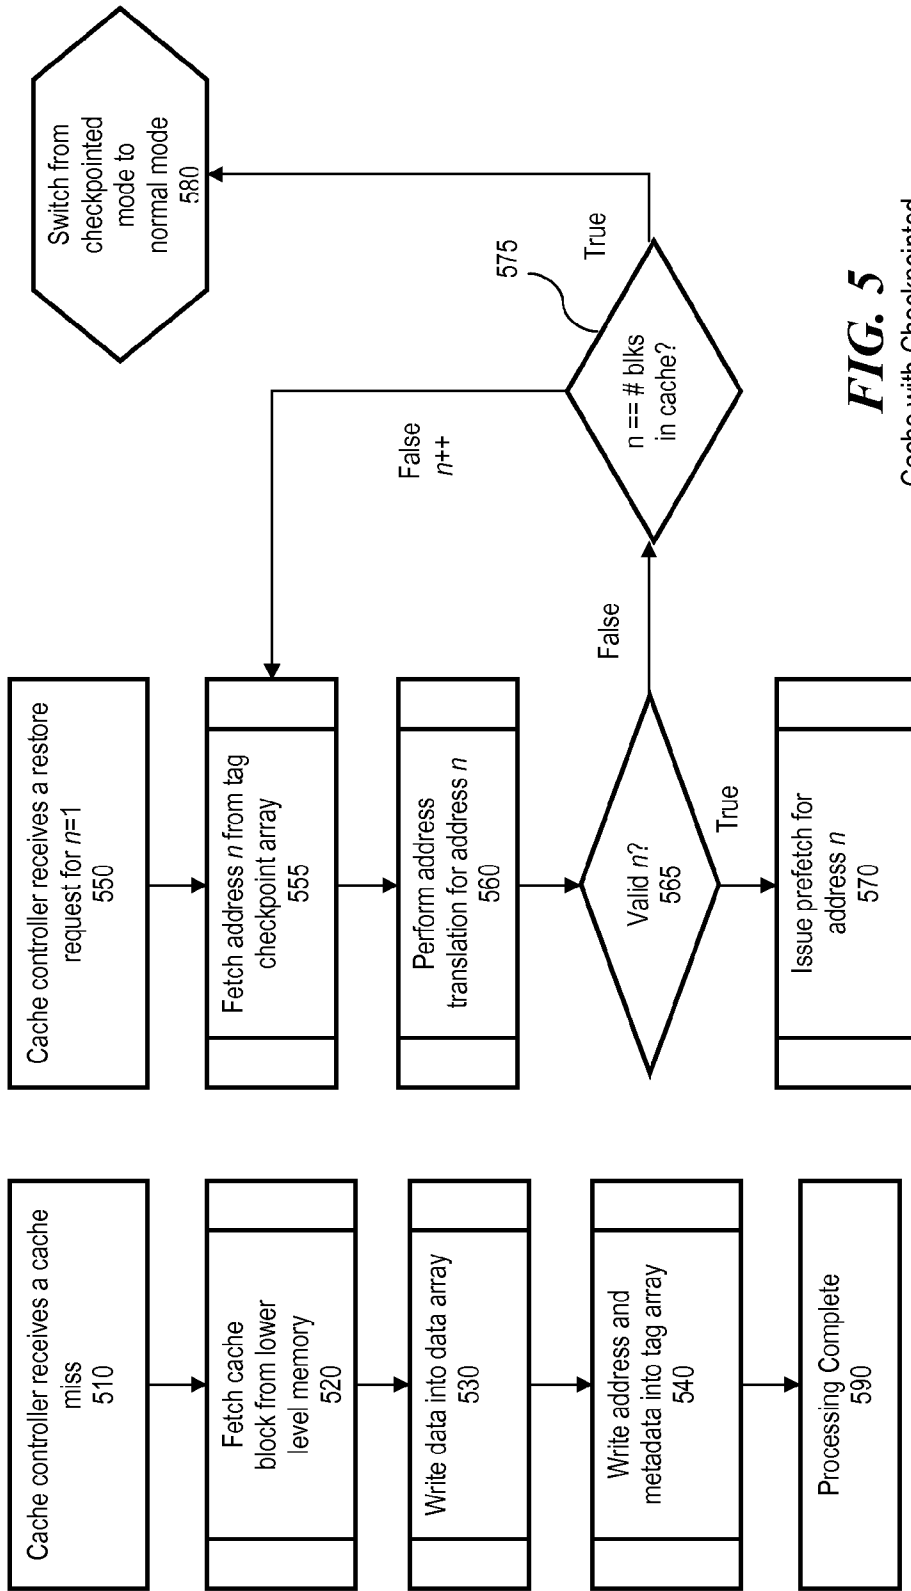 Cache controller receives a cache
miss
510
Fetch cache
block from lower
level memory
520
Write data into data array
530
Write address and
metadata into tag array
540
Processing Complete
590
Cache controller receives a restore
request for n=1
550
Fetch address n from tag
checkpoint array
555
Perform address
translation for address n
560
Valid n?
565
False
True
Issue prefetch for
address n
570
n == # blks
in cache?
575
False
n++
True
Switch from
checkpointed
mode to
normal mode
580
FIG. 5
Cache with Checkpointed